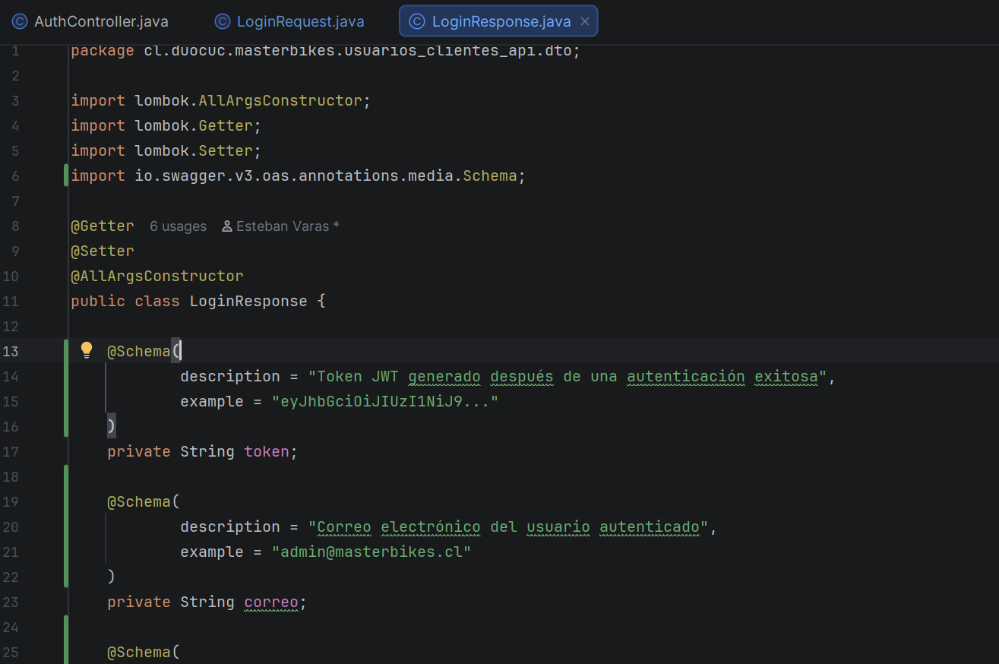 AuthController.java LoginRequest.java LoginResponse.java
1 package cl.duocuc.masterbikes.usuarios_clientes_api.dto;
2
3 import lombok.AllArgsConstructor;
4 import lombok.Getter;
5 import lombok.Setter;
6 import io.swagger.v3.oas.annotations.media.Schema;
7
8 @Getter 6 usages Esteban Varas *
9 @Setter
10 @AllArgsConstructor
11 public class LoginResponse {
12
13 @Schema(
14 description = "Token JWT generado después de una autenticación exitosa",
15 example = "eyJhbGciOiJIUzI1NiJ9..."
16 )
17 private String token;
18
19 @Schema(
20 description = "Correo electrónico del usuario autenticado",
21 example = "admin@masterbikes.cl"
22 )
23 private String correo;
24
25 @Schema(